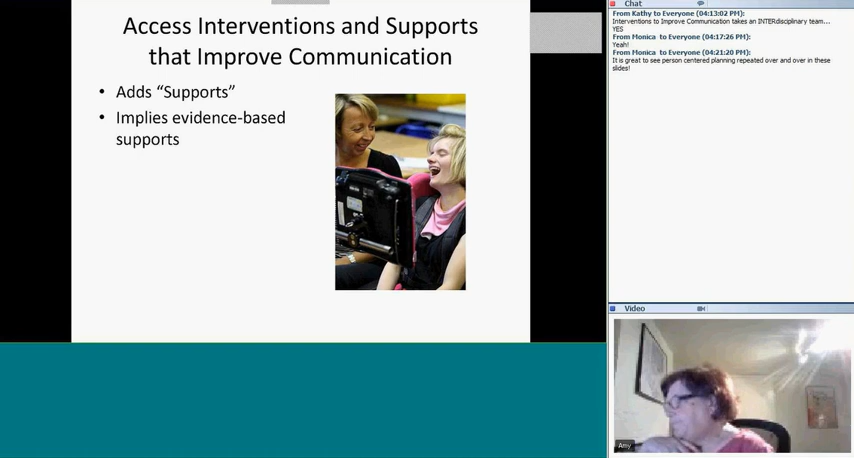 Access Interventions and Supports
that Improve Communication
• Adds “Supports”
• Implies evidence-based
supports
Chat
From Kathy to Everyone (04:13:02 PM):
Interventions to Improve Communication takes an INTERdisciplinary team...
YES
From Monica to Everyone (04:17:26 PM):
Yeah!
From Monica to Everyone (04:21:20 PM):
It is great to see person centered planning repeated over and over in these
slides!
Video
Amy